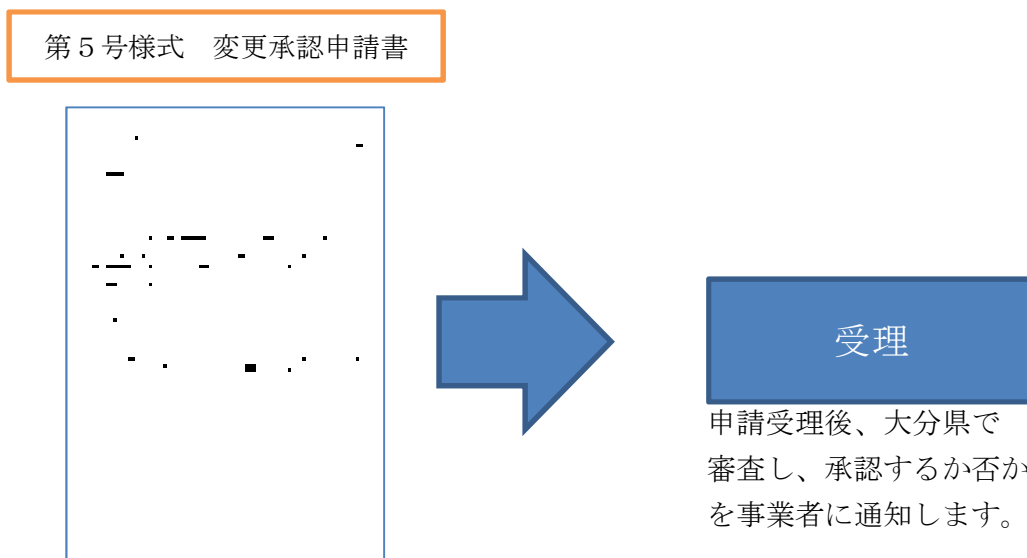 第５号様式　変更承認申請書
受理
申請受理後、大分県で
審査し、承認するか否か
を事業者に通知します。